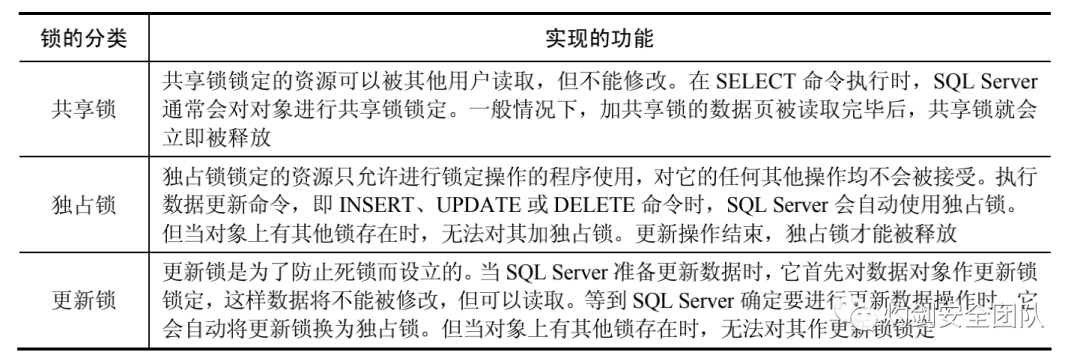 锁的分类 实现的功能
共享锁锁定的资源可以被其他用户读取，但不能修改。在 SELECT 命令执行时，SQL Server
共享锁 通常会对对象进行共享锁锁定。一般情况下，加共享锁的数据页被读取完毕后，共享锁就会
立即被释放
独占锁锁定的资源只允许进行锁定操作的程序使用，对它的任何其他操作均不会被接受。执行
独占锁 数据更新命令，即 INSERT、UPDATE 或 DELETE 命令时，SQL Server 会自动使用独占锁。
但当对象上有其他锁存在时，无法对其加独占锁。更新操作结束，独占锁才能被释放
更新锁是为了防止死锁而设立的。当 SQL Server 准备更新数据时，它首先对数据对象作更新锁
更新锁 锁定，这样数据将不能被修改，但可以读取。等到 SQL Server 确定要进行更新数据操作时，它
会自动将更新锁换为独占锁。但当对象上有其他锁存在时，无法对其作更新锁锁定
灼剑安全团队